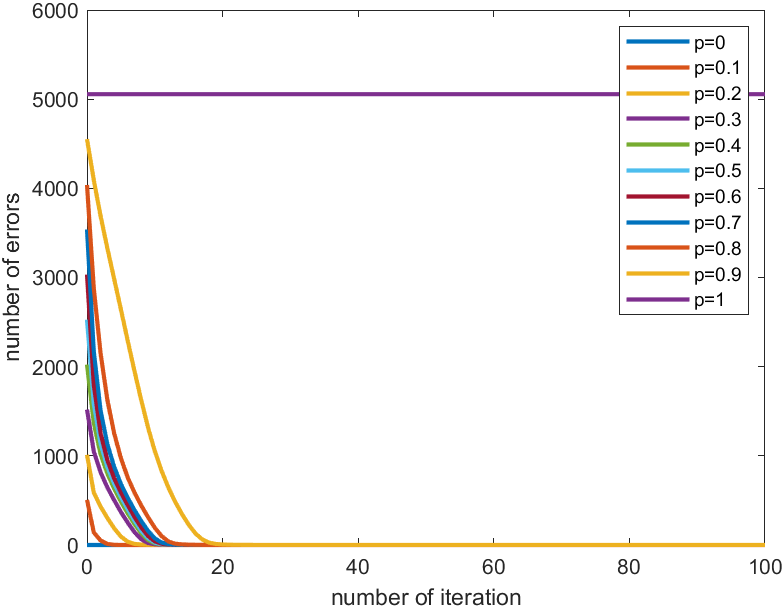 6000
5000
4000
3000
2000
1000
0
number of errors
p=0
p=0.1
p=0.2
p=0.3
p=0.4
p=0.5
p=0.6
p=0.7
p=0.8
p=0.9
p=1
0 20 40 60 80 100
number of iteration